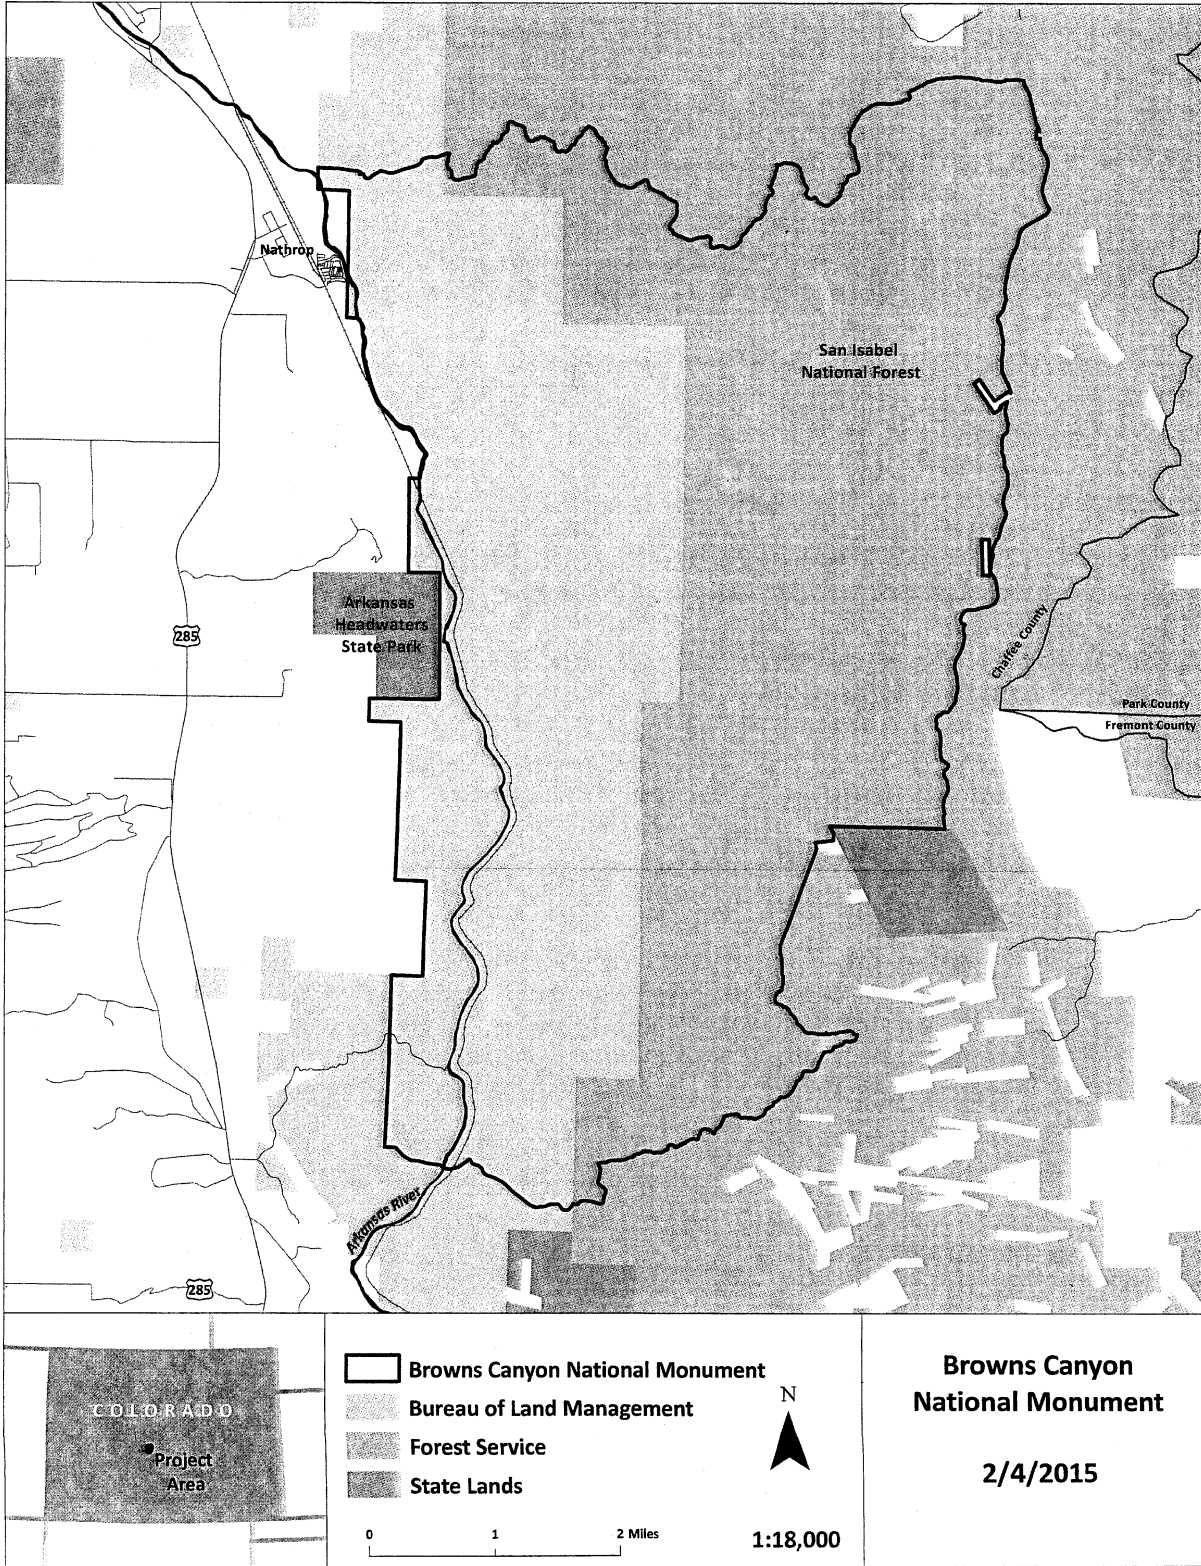 Nathrop
San Isabel
National Forest
Arkansas
Headwaters
State Park
285
Chaffee County
Park County
Fremont County
Arkansas River
285
COLORADO
Project
Area
Browns Canyon National Monument
Bureau of Land Management
Forest Service
State Lands
N
0 1 2 Miles
1:18,000
Browns Canyon
National Monument
2/4/2015